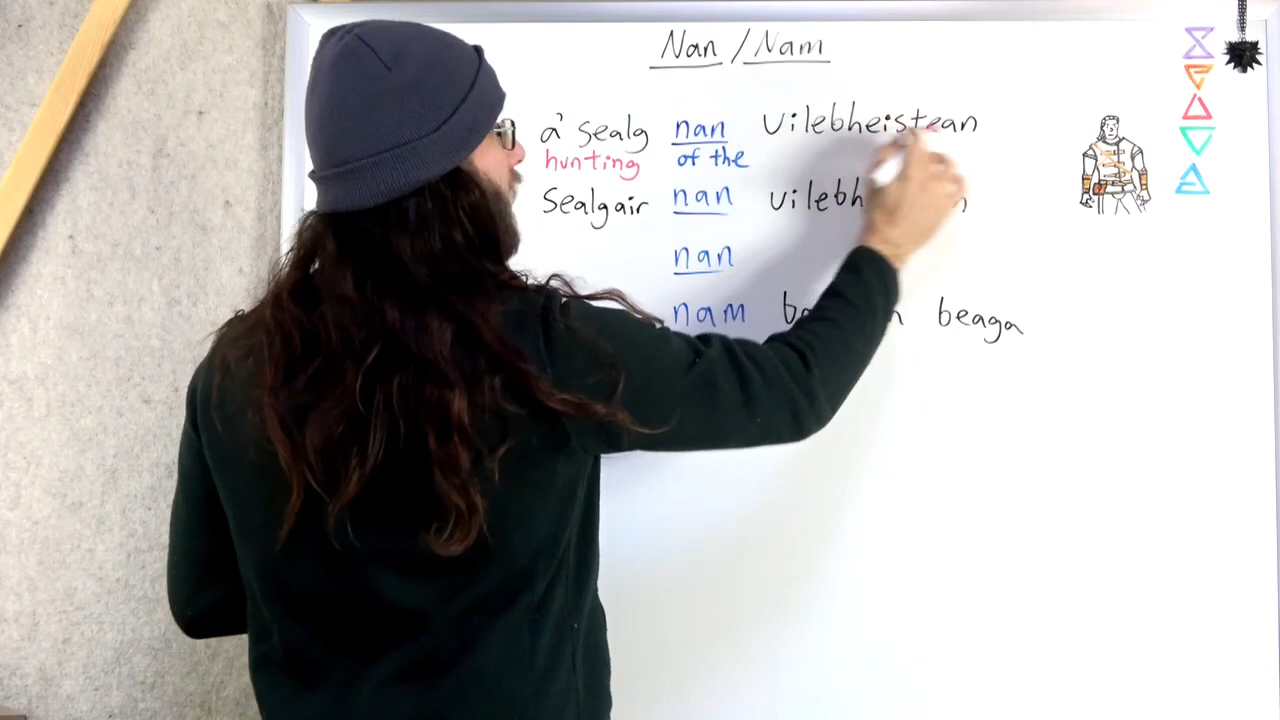 Nan / Nam
a' sealg nan uilebheistean
hunting of the
Sealgair nan
nan
nam beaga